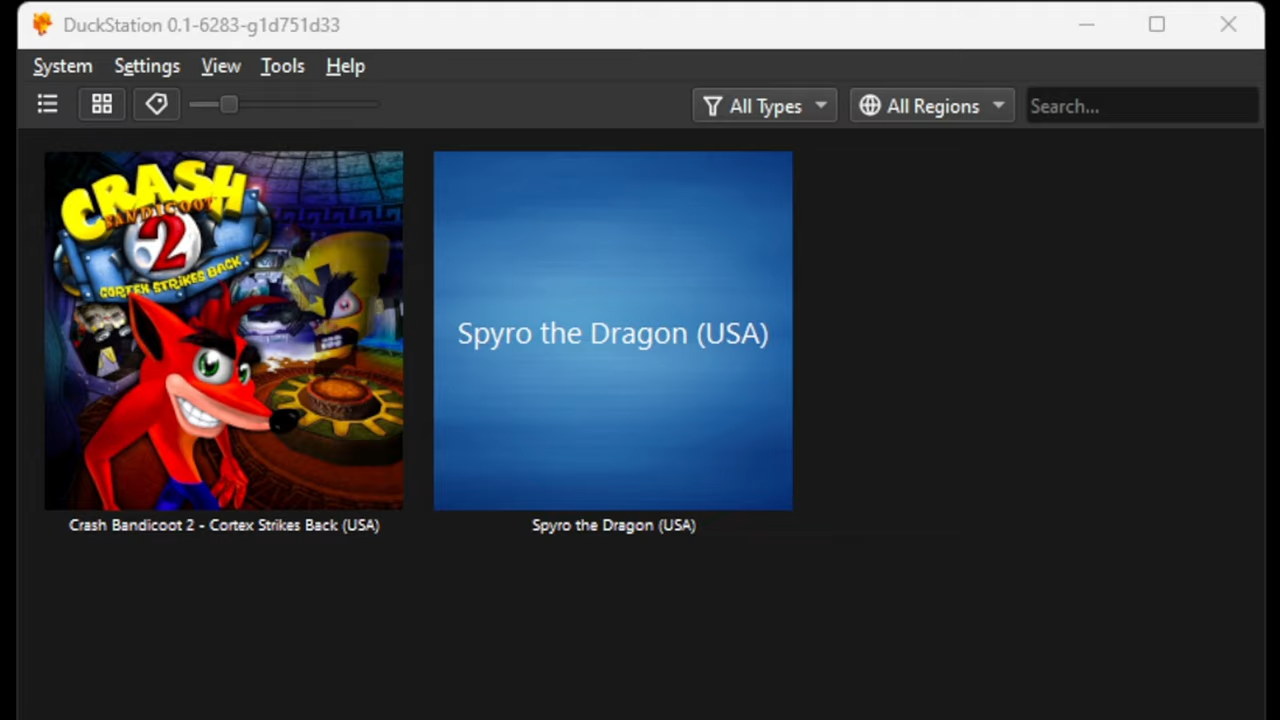 DuckStation 0.1-6283-g1d751d33
System Settings View Tools Help
All Types All Regions Search...
CRASH
BANDICOOT
2
CORTEX STRIKES BACK
Spyro the Dragon (USA)
Crash Bandicoot 2 - Cortex Strikes Back (USA)
Spyro the Dragon (USA)